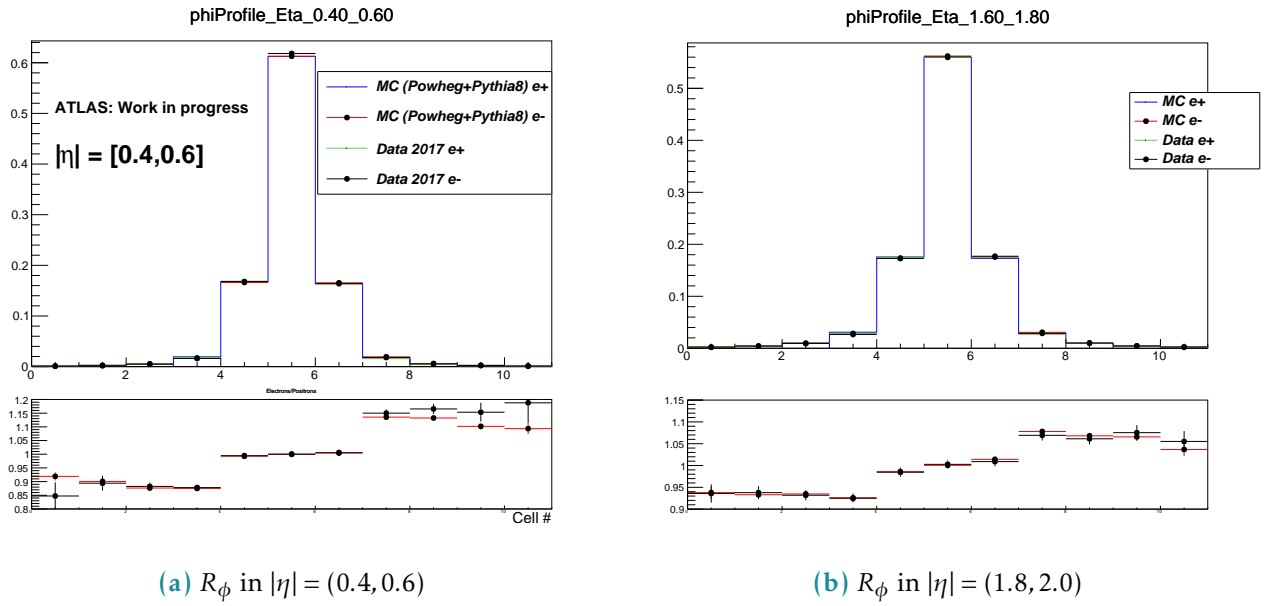 phiProfile_Eta_0.40_0.60
0.6
0.5
0.4
0.3
0.2
0.1
0
0 2 4 6 8 10
ATLAS: Work in progress
|η| = [0.4,0.6]
MC (Powheg+Pythia8) e+
MC (Powheg+Pythia8) e-
Data 2017 e+
Data 2017 e-
Electrons/Positrons
1.2
1.15
1.1
1.05
1
0.95
0.9
0.85
0.8
Cell #
(a) Rϕ in |η| = (0.4,0.6)
phiProfile_Eta_1.60_1.80
0.5
0.4
0.3
0.2
0.1
0
0 2 4 6 8 10
MC e+
MC e-
Data e+
Data e-
1.15
1.1
1.05
1
0.95
0.9
(b) Rϕ in |η| = (1.8,2.0)